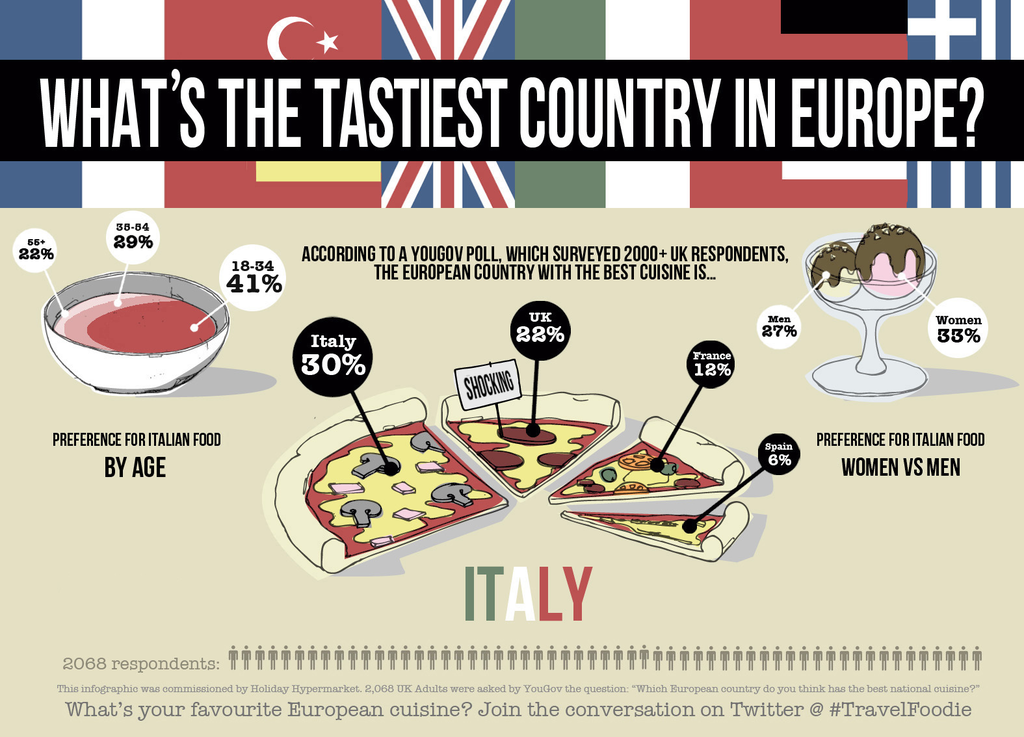 WHAT'S THE TASTIEST COUNTRY IN EUROPE?
ACCORDING TO A YOUGOV POLL, WHICH SURVEYED 2000+ UK RESPONDENTS,
THE EUROPEAN COUNTRY WITH THE BEST CUISINE IS...
55+
22%
35-54
29%
18-34
41%
PREFERENCE FOR ITALIAN FOOD
BY AGE
Italy
30%
SHOCKING
UK
22%
France
12%
Spain
6%
Men
27%
Women
33%
PREFERENCE FOR ITALIAN FOOD
WOMEN VS MEN
ITALY
2068 respondents:
This infographic was commissioned by Holiday Hypermarket. 2,068 UK Adults were asked by YouGov the question: “Which European country do you think has the best national cuisine?”
What's your favourite European cuisine? Join the conversation on Twitter @ #TravelFoodie